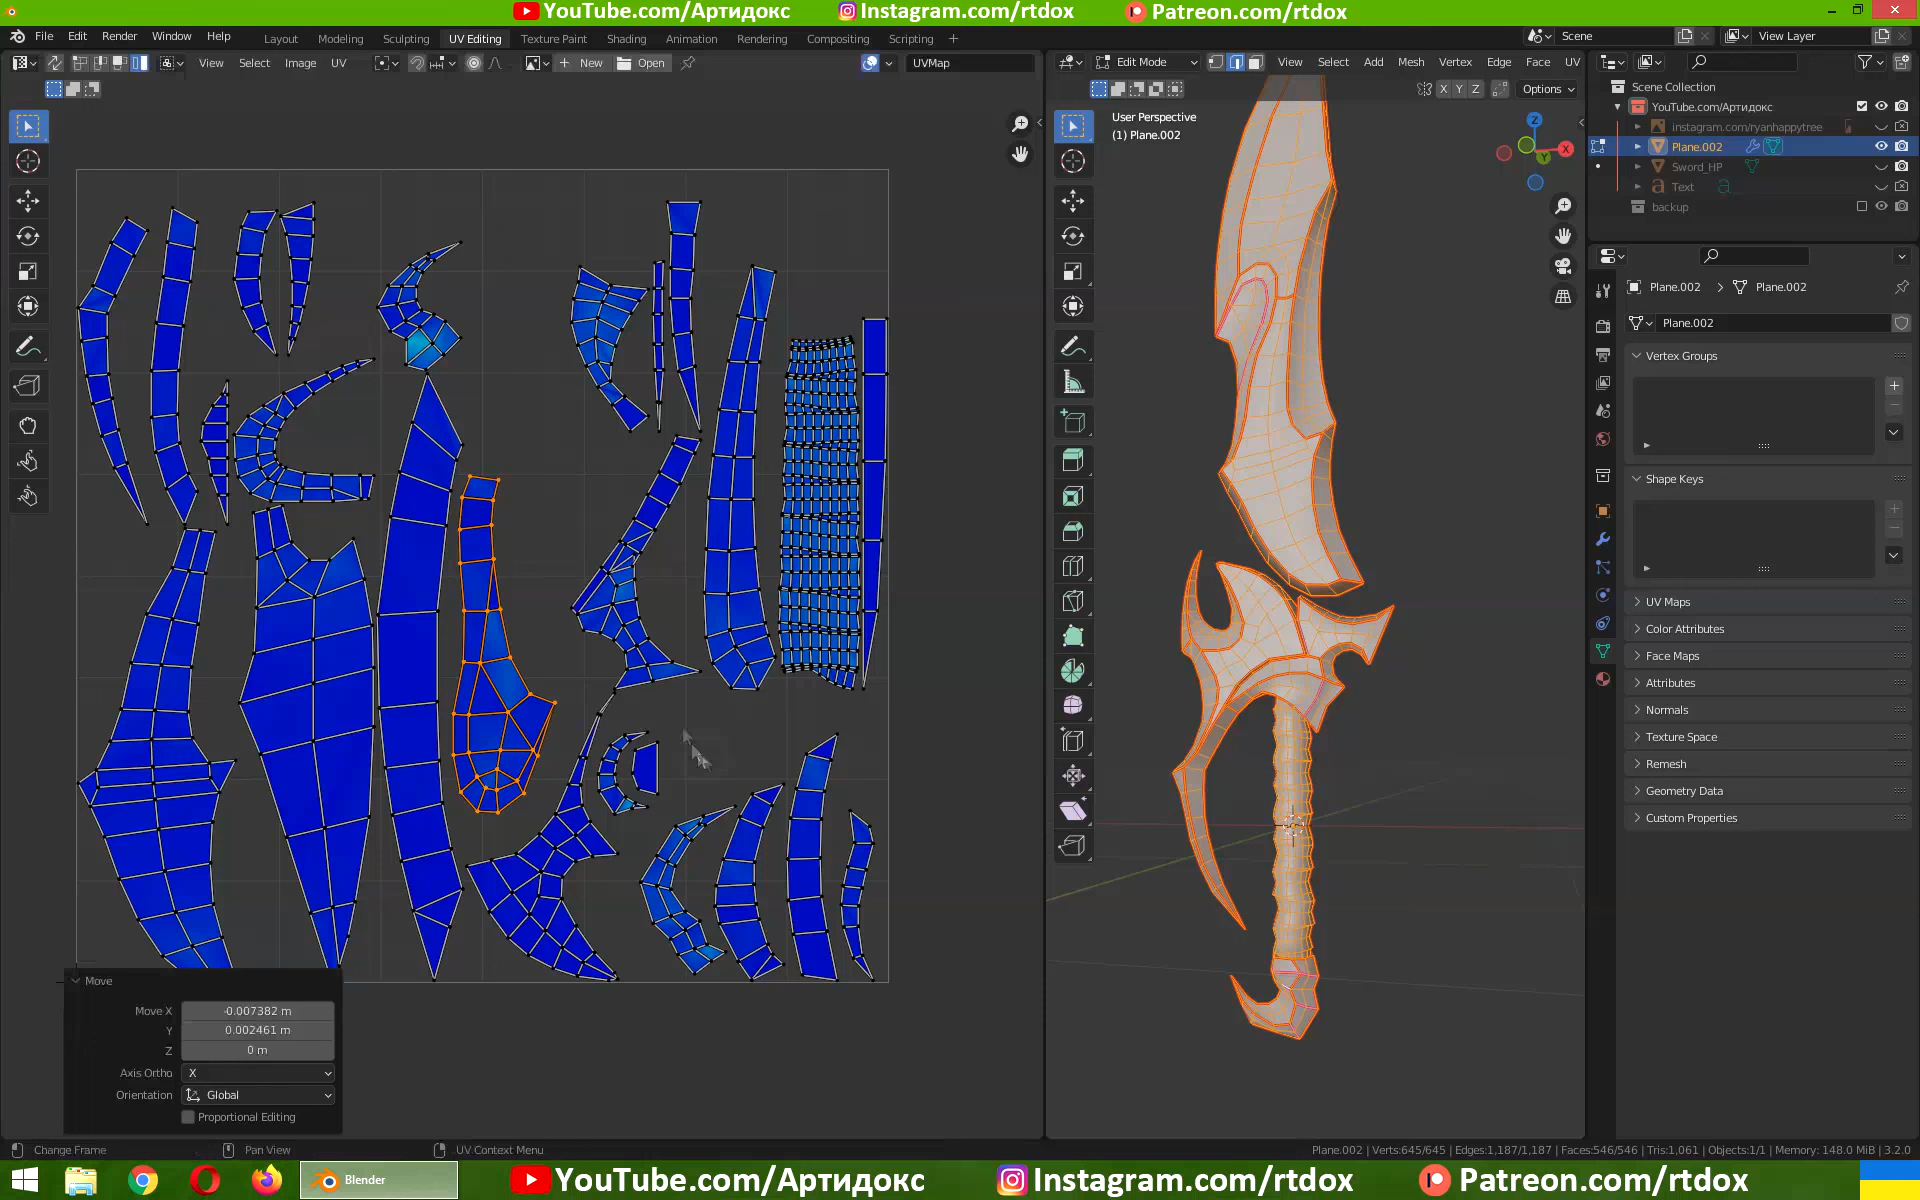 YouTube.com/Артидокс Instagram.com/rtdox Patreon.com/rtdox
File Edit Render Window Help Layout Modeling Sculpting UV Editing Texture Paint Shading Animation Rendering Compositing Scripting + Scene View Layer
View Select Image UV New Open UVMap Edit Mode View Select Add Mesh Vertex Edge Face UV
X Y Z Options
Scene Collection
YouTube.com/Артидокс
instagram.com/ryanhappytree
Plane.002
Sword_HP
Text
backup
User Perspective
(1) Plane.002
Z
X
Y
Plane.002 > Plane.002
Plane.002
Vertex Groups
Shape Keys
UV Maps
Color Attributes
Face Maps
Attributes
Normals
Texture Space
Remesh
Geometry Data
Custom Properties
Move
Move X -0.007382 m
Y 0.002461 m
Z 0 m
Axis Ortho X
Orientation Global
Proportional Editing
Change Frame Pan View UV Context Menu Plane.002 | Verts:645/645 | Edges:1,187/1,187 | Faces:546/546 | Tris:1,061 | Objects:1/1 | Memory: 148.0 MiB | 3.2.0
Blender YouTube.com/Артидокс Instagram.com/rtdox Patreon.com/rtdox